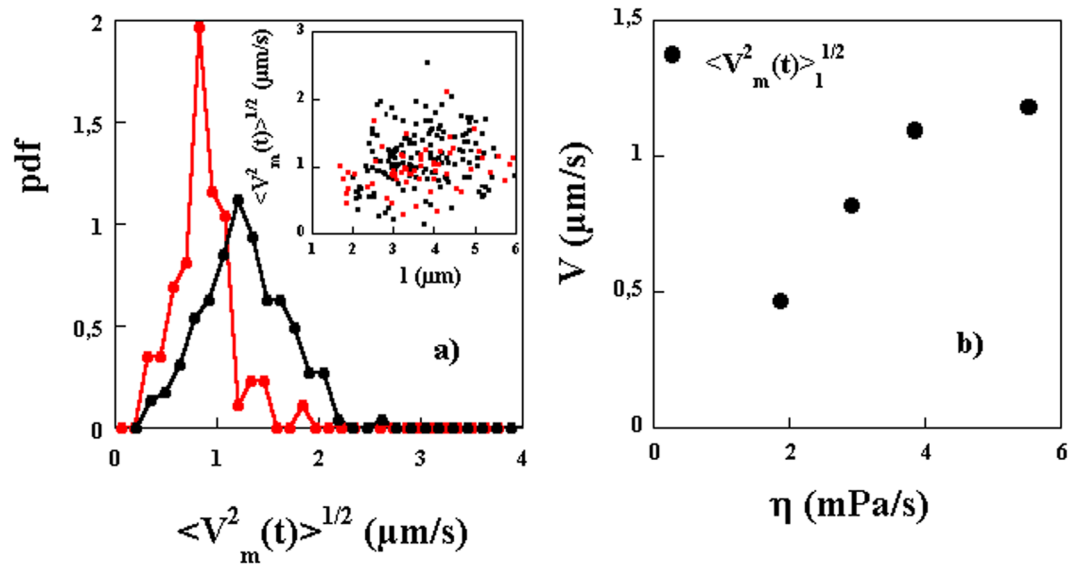 pdf
2
1,5
1
0,5
0
0 1 2 3 4
<V²ₘ(t)>^1/2 (µm/s)
a)
<V²ₘ(t)>^1/2 (µm/s)
3
2
1
0
1 2 3 4 5 6
l (µm)
V (µm/s)
1,5
1
0,5
0
0 2 4 6
η (mPa/s)
<V²ₘ(t)>ₗ^1/2
b)